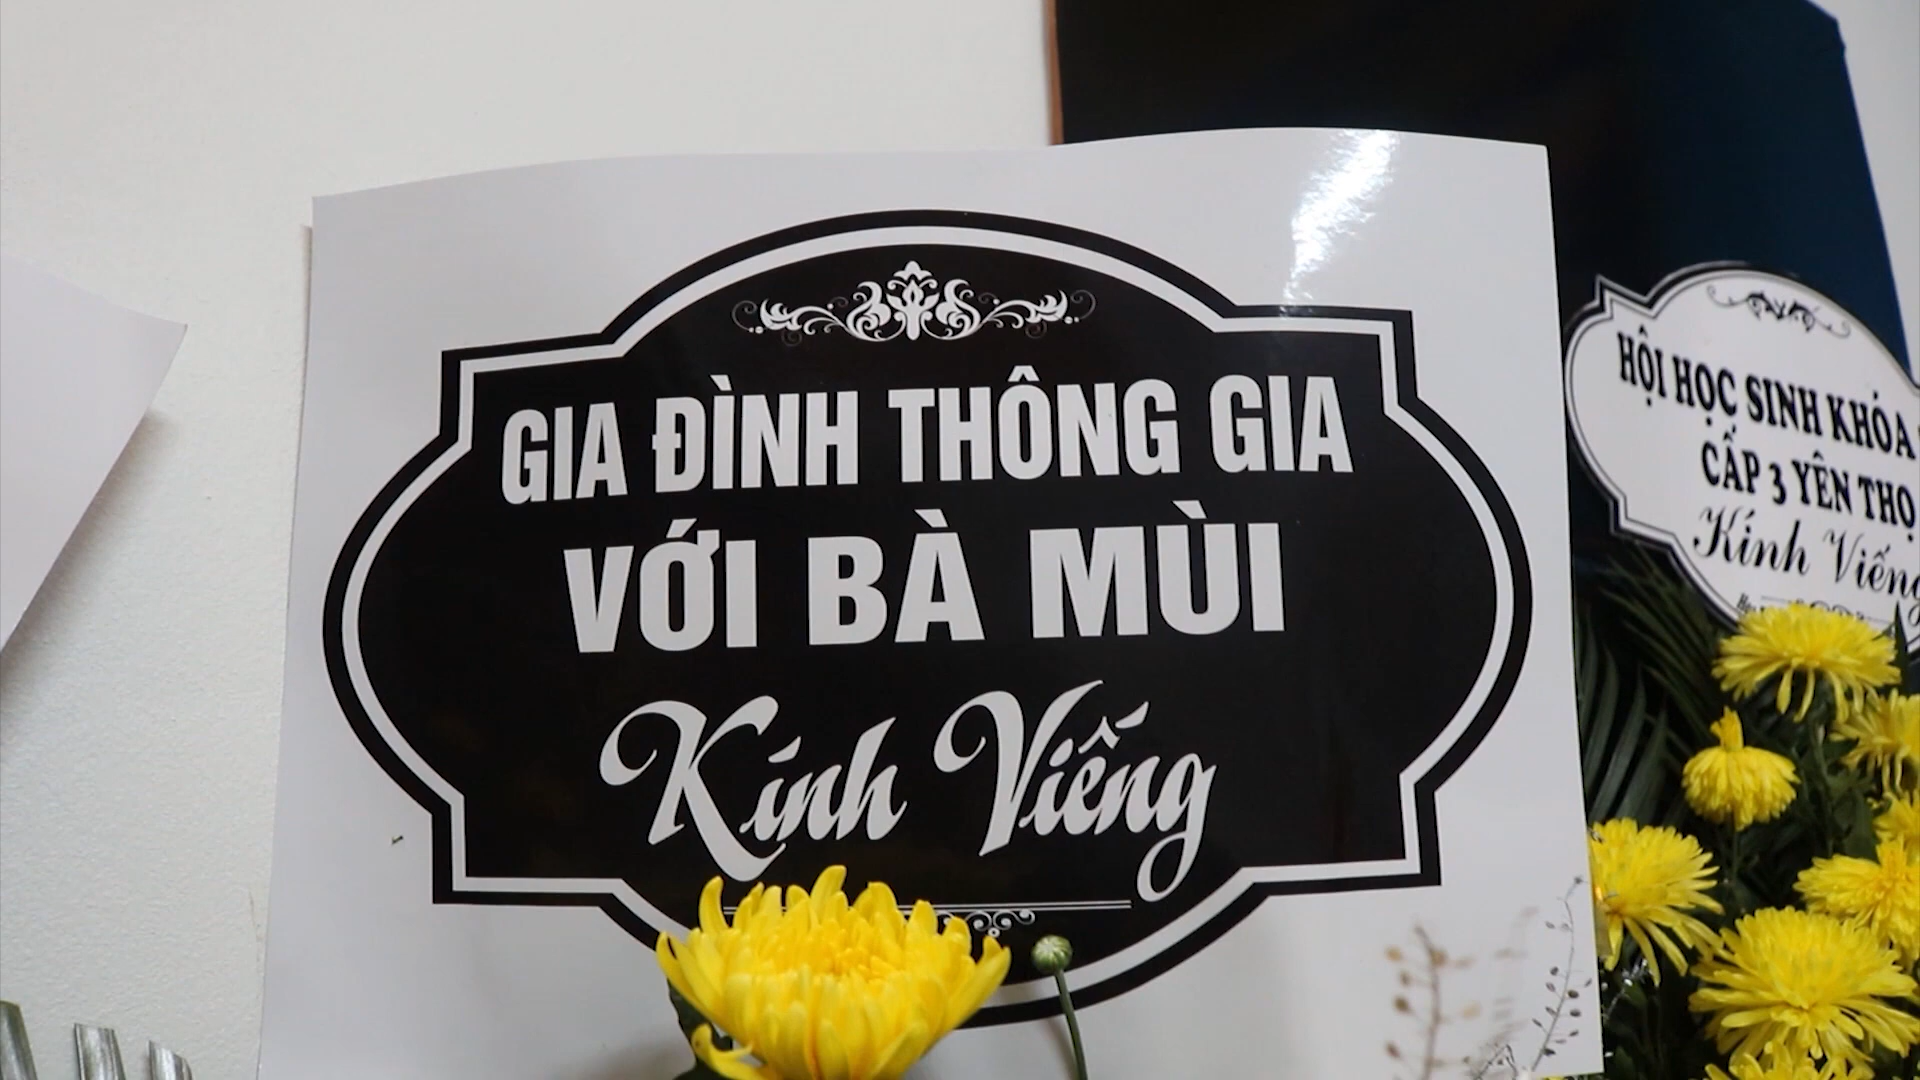 GIA ĐÌNH THÔNG GIA
VỚI BÀ MÙI
Kính Viếng
HỘI HỌC SINH KHÓA
CẤP 3 YÊN THỌ
Kính Viếng